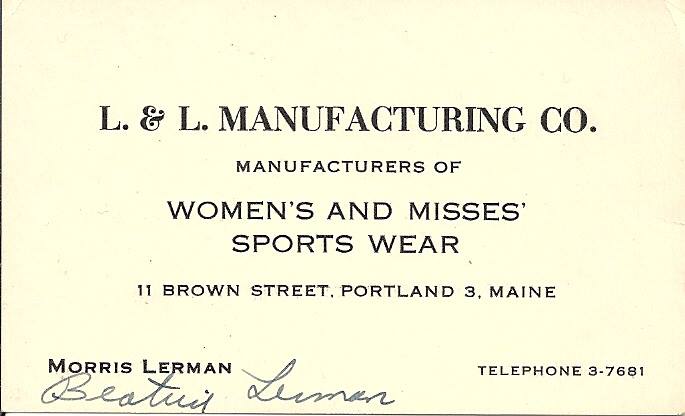 L. & L. MANUFACTURING CO.
MANUFACTURERS OF
WOMEN'S AND MISSES'
SPORTS WEAR
11 BROWN STREET, PORTLAND 3, MAINE
MORRIS LERMAN
TELEPHONE 3-7681
Beatric Lerman